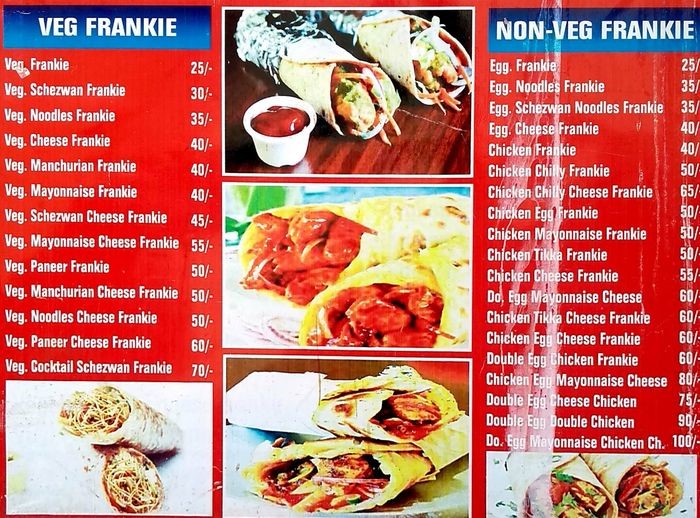 VEG FRANKIE
Veg. Frankie 25/-
Veg. Schezwan Frankie 30/-
Veg. Noodles Frankie 35/-
Veg. Cheese Frankie 40/-
Veg. Manchurian Frankie 40/-
Veg. Mayonnaise Frankie 40/-
Veg. Schezwan Cheese Frankie 45/-
Veg. Mayonnaise Cheese Frankie 55/-
Veg. Paneer Frankie 50/-
Veg. Manchurian Cheese Frankie 50/-
Veg. Noodles Cheese Frankie 50/-
Veg. Paneer Cheese Frankie 60/-
Veg. Cocktail Schezwan Frankie 70/-
NON-VEG FRANKIE
Egg. Frankie 25/
Egg. Noodles Frankie 35/
Egg. Schezwan Noodles Frankie 35/
Egg. Cheese Frankie 40/
Chicken Frankie 40/
Chicken Chilly Frankie 50/
Chicken Chilly Cheese Frankie 65/
Chicken Egg Frankie 50/
Chicken Mayonnaise Frankie 50/
Chicken Tikka Frankie 50/
Chicken Cheese Frankie 55/
Do. Egg Mayonnaise Cheese 60/
Chicken Tikka Cheese Frankie 60/
Chicken Egg Cheese Frankie 60/
Double Egg Chicken Frankie 60/
Chicken Egg Mayonnaise Cheese 80/
Double Egg Cheese Chicken 75/
Double Egg Double Chicken 90/
Do. Egg Mayonnaise Chicken Ch. 100/